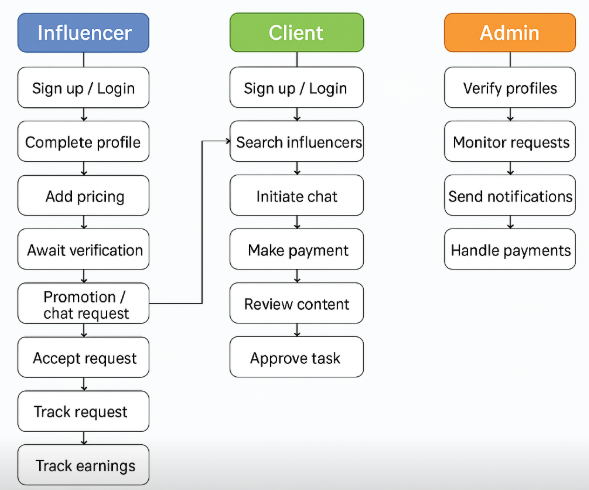 Influencer
Sign up / Login
Complete profile
Add pricing
Await verification
Promotion /
chat request
Accept request
Track request
Track earnings
Client
Sign up / Login
Search influencers
Initiate chat
Make payment
Review content
Approve task
Admin
Verify profiles
Monitor requests
Send notifications
Handle payments